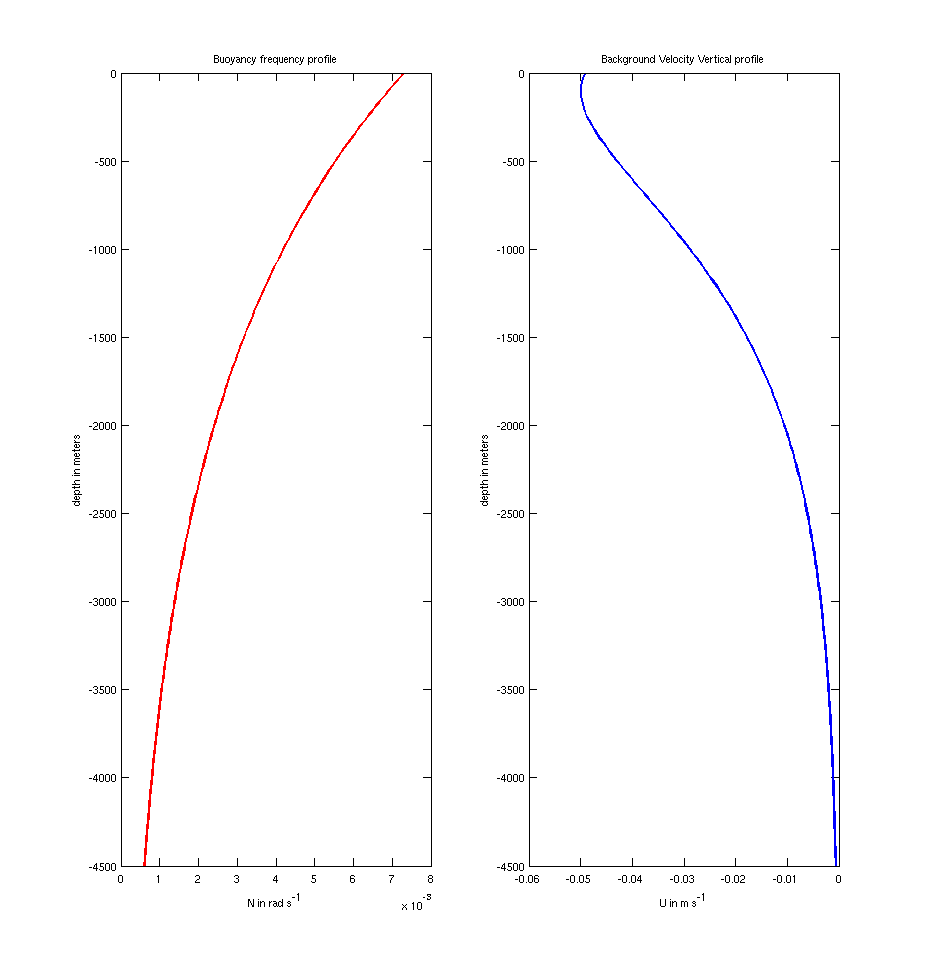 Buoyancy frequency profile
0
-500
-1000
-1500
-2000
-2500
-3000
-3500
-4000
-4500
depth in meters
0 1 2 3 4 5 6 7 8
N in rad s^-1
x 10^-3
Background Velocity Vertical profile
0
-500
-1000
-1500
-2000
-2500
-3000
-3500
-4000
-4500
depth in meters
-0.06 -0.05 -0.04 -0.03 -0.02 -0.01 0
U in m s^-1